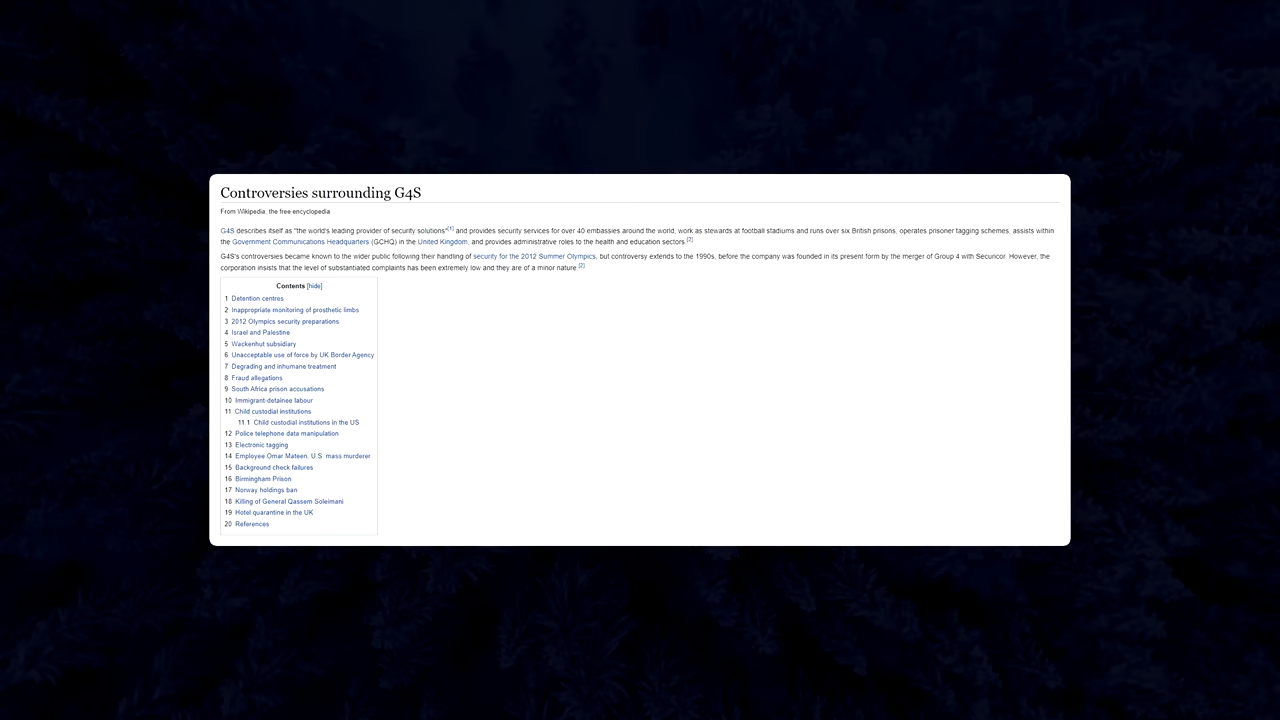 Controversies surrounding G4S
From Wikipedia, the free encyclopedia
G4S describes itself as "the world's leading provider of security solutions"[1] and provides security services for over 40 embassies around the world, work as stewards at football stadiums and runs over six British prisons, operates prisoner tagging schemes, assists within
the Government Communications Headquarters (GCHQ) in the United Kingdom, and provides administrative roles to the health and education sectors.[2]
G4S's controversies became known to the wider public following their handling of security for the 2012 Summer Olympics, but controversy extends to the 1990s, before the company was founded in its present form by the merger of Group 4 with Securicor. However, the
corporation insists that the level of substantiated complaints has been extremely low and they are of a minor nature.[2]
Contents [hide]
1 Detention centres
2 Inappropriate monitoring of prosthetic limbs
3 2012 Olympics security preparations
4 Israel and Palestine
5 Wackenhut subsidiary
6 Unacceptable use of force by UK Border Agency
7 Degrading and inhumane treatment
8 Fraud allegations
9 South Africa prison accusations
10 Immigrant-detainee labour
11 Child custodial institutions
11.1 Child custodial institutions in the US
12 Police telephone data manipulation
13 Electronic tagging
14 Employee Omar Mateen, U.S. mass murderer
15 Background check failures
16 Birmingham Prison
17 Norway holdings ban
18 Killing of General Qassem Soleimani
19 Hotel quarantine in the UK
20 References